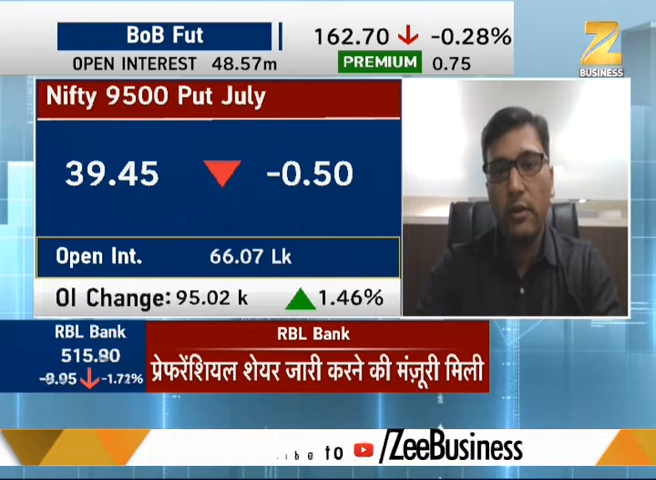 BoB Fut
162.70 -0.28%
OPEN INTEREST 48.57m
PREMIUM 0.75
Z
BUSINESS
Nifty 9500 Put July
39.45 -0.50
Open Int. 66.07 Lk
OI Change: 95.02 k 1.46%
RBL Bank
515.90
-8.95 -1.71%
RBL Bank
प्रेफरेंशियल शेयर जारी करने की मंज़ूरी मिली
to /ZeeBusiness